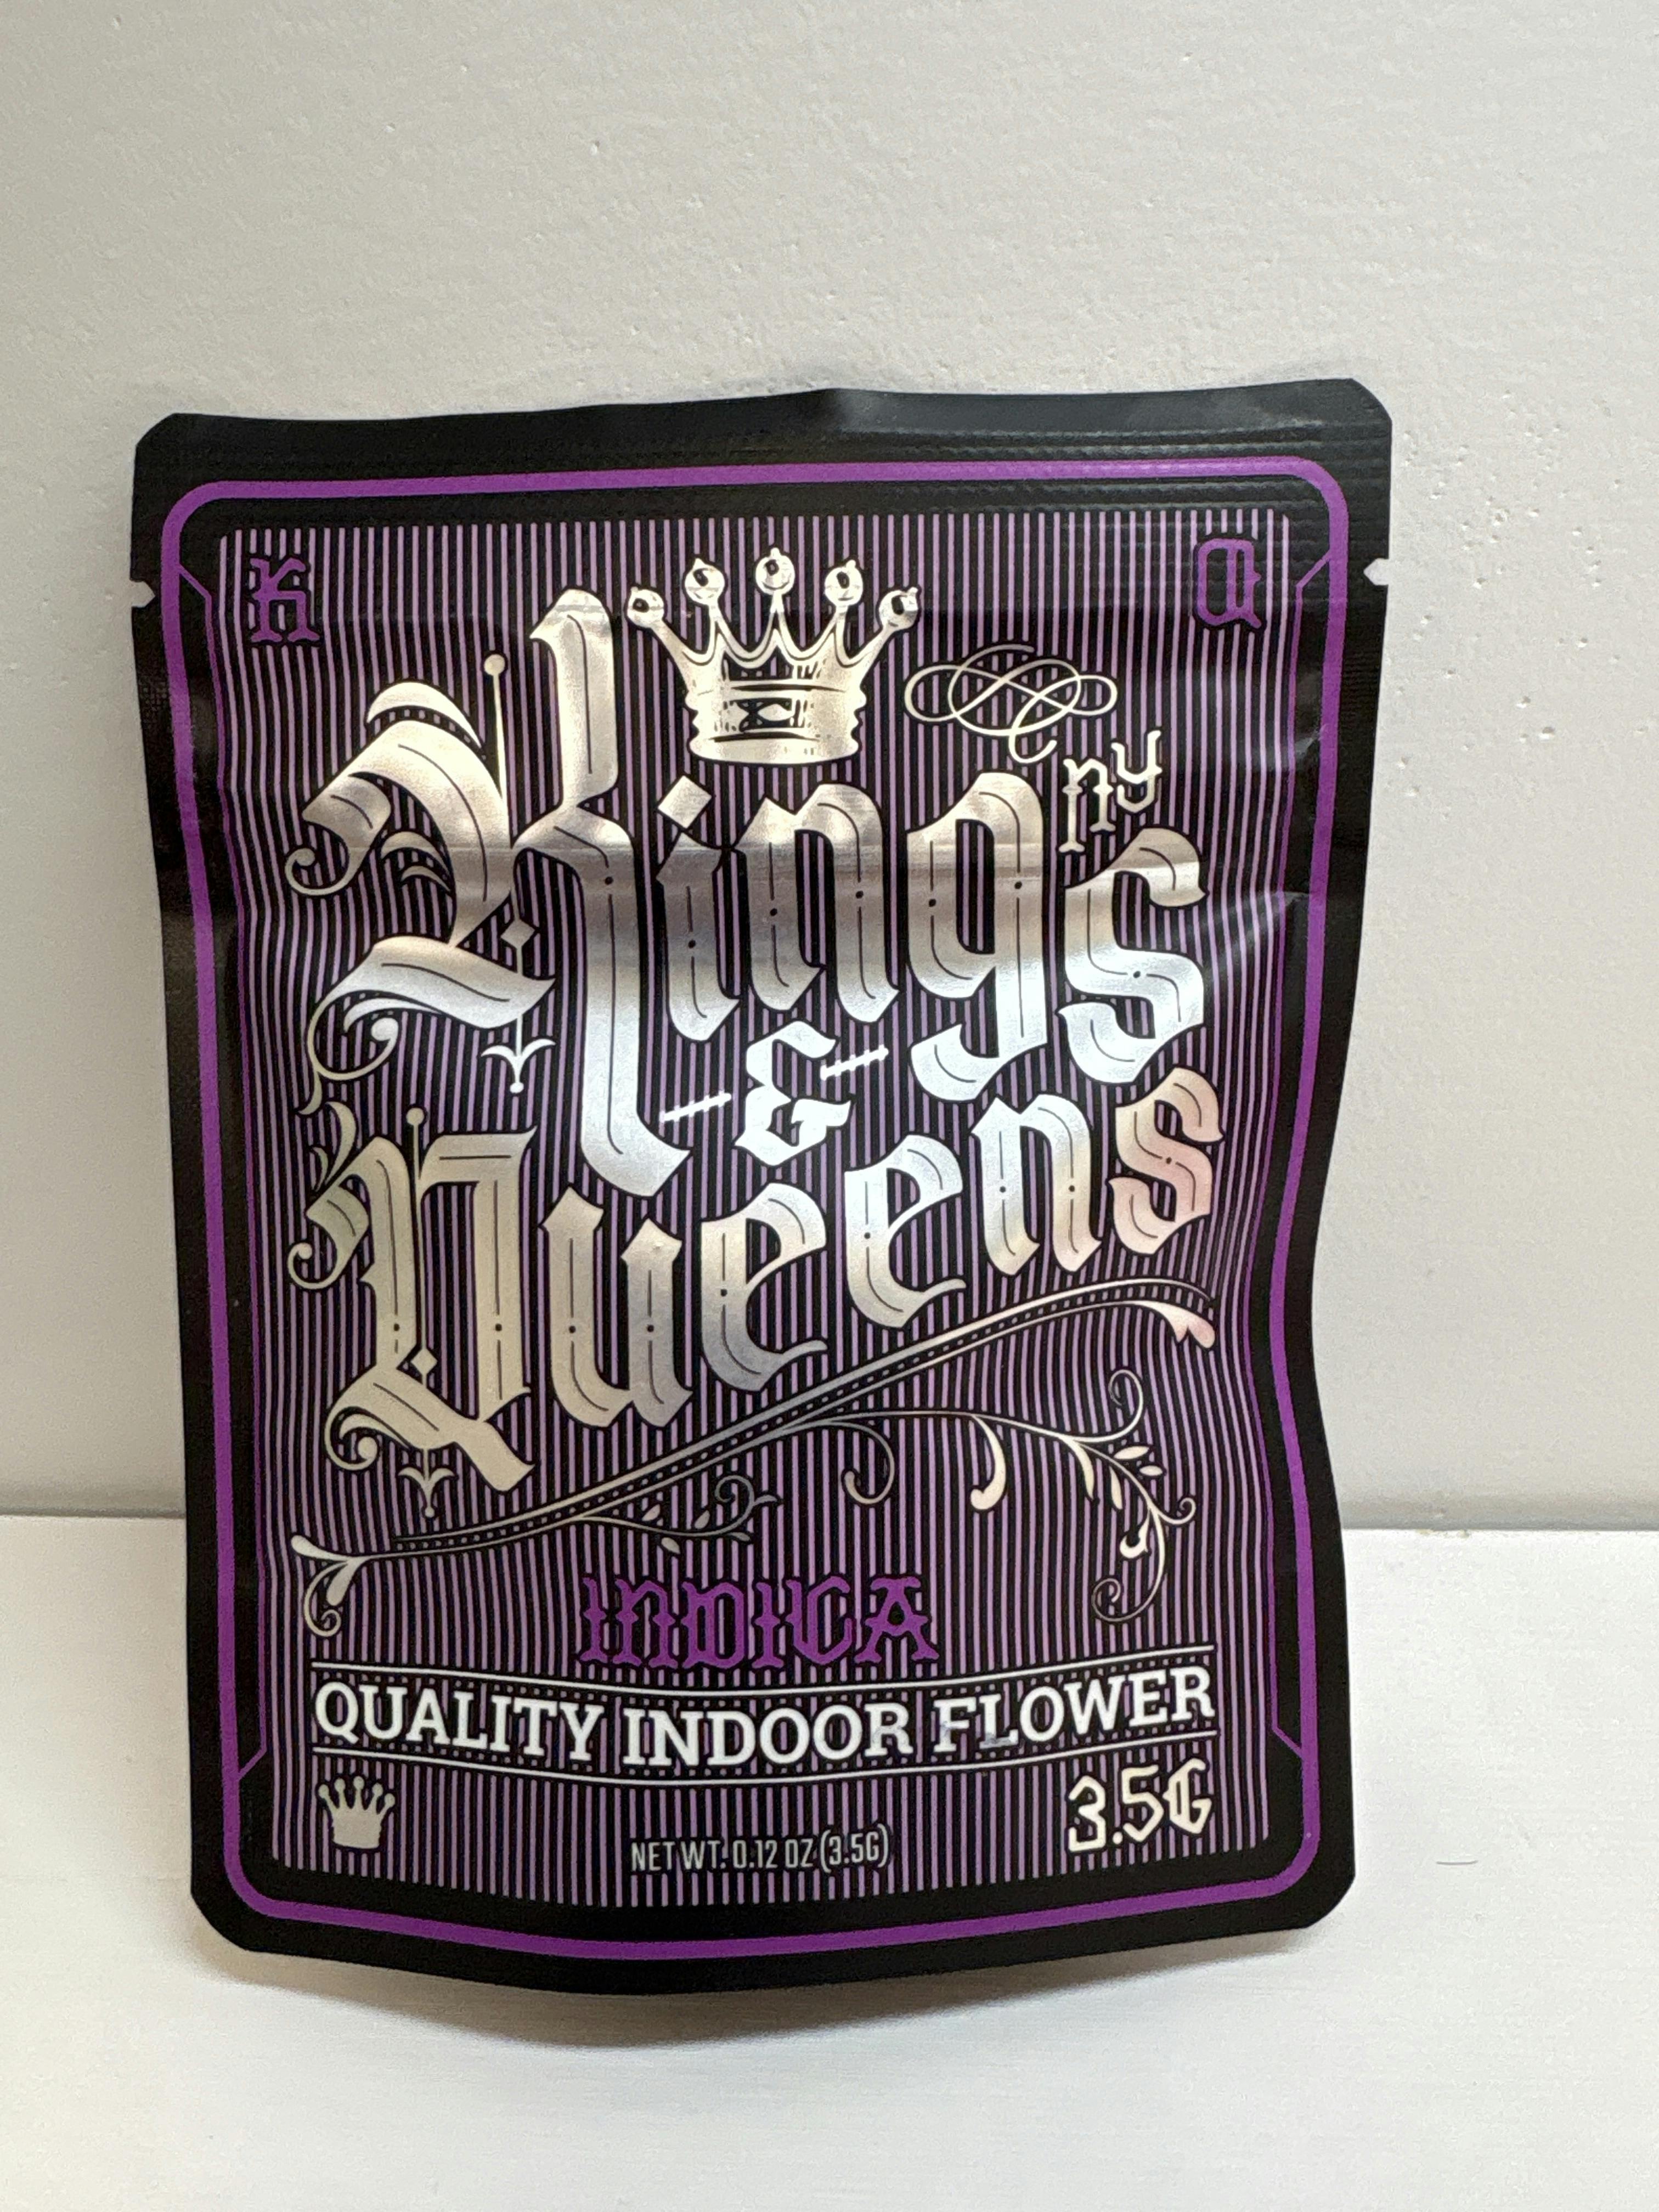 K
Q
ny
Kings
&
Queens
INDICA
QUALITY INDOOR FLOWER
3.5G
NET WT. 0.12 OZ (3.5G)